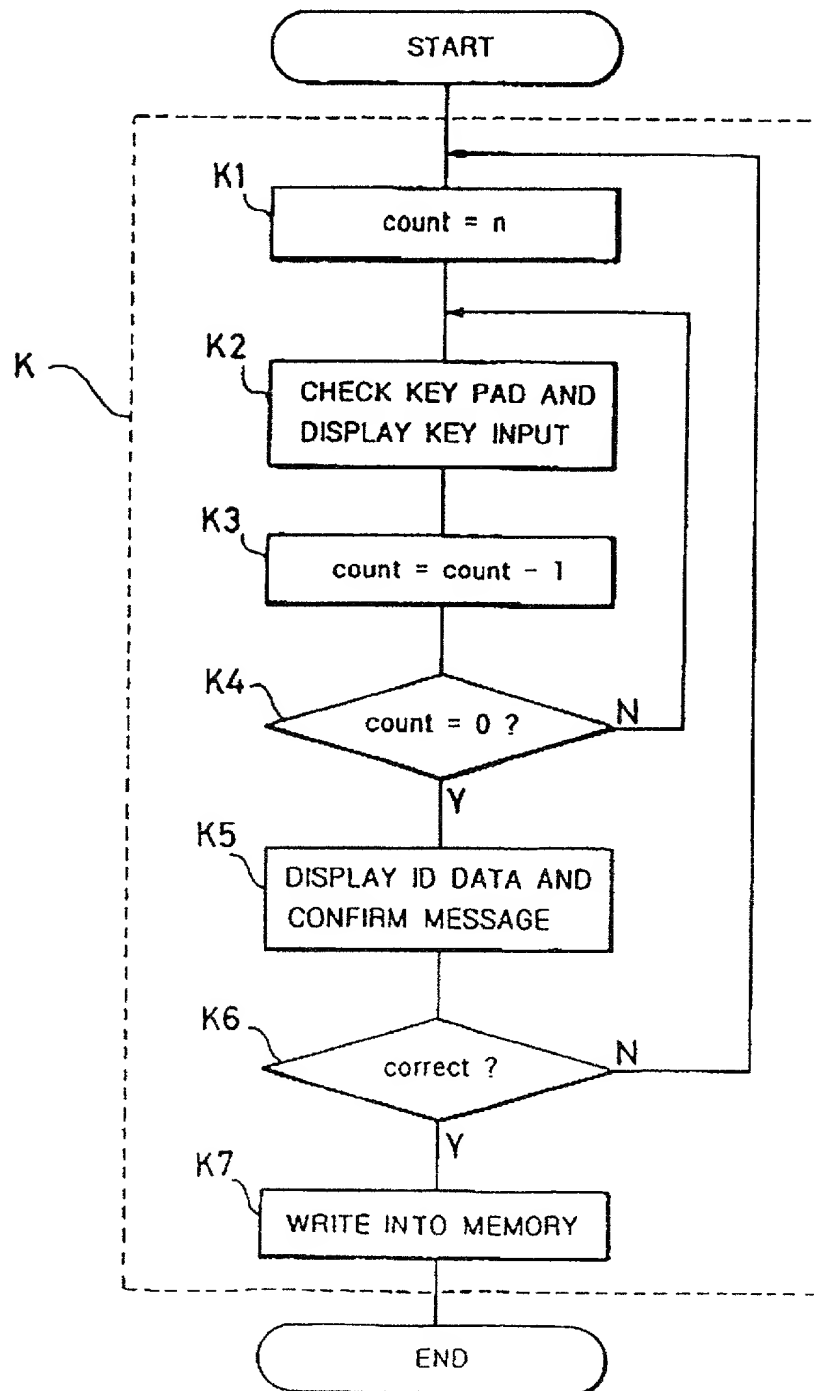 START
K1
count = n
K
K2
CHECK KEY PAD AND
DISPLAY KEY INPUT
K3
count = count - 1
K4
count = 0 ?
N
Y
K5
DISPLAY ID DATA AND
CONFIRM MESSAGE
K6
correct ?
N
Y
K7
WRITE INTO MEMORY
END